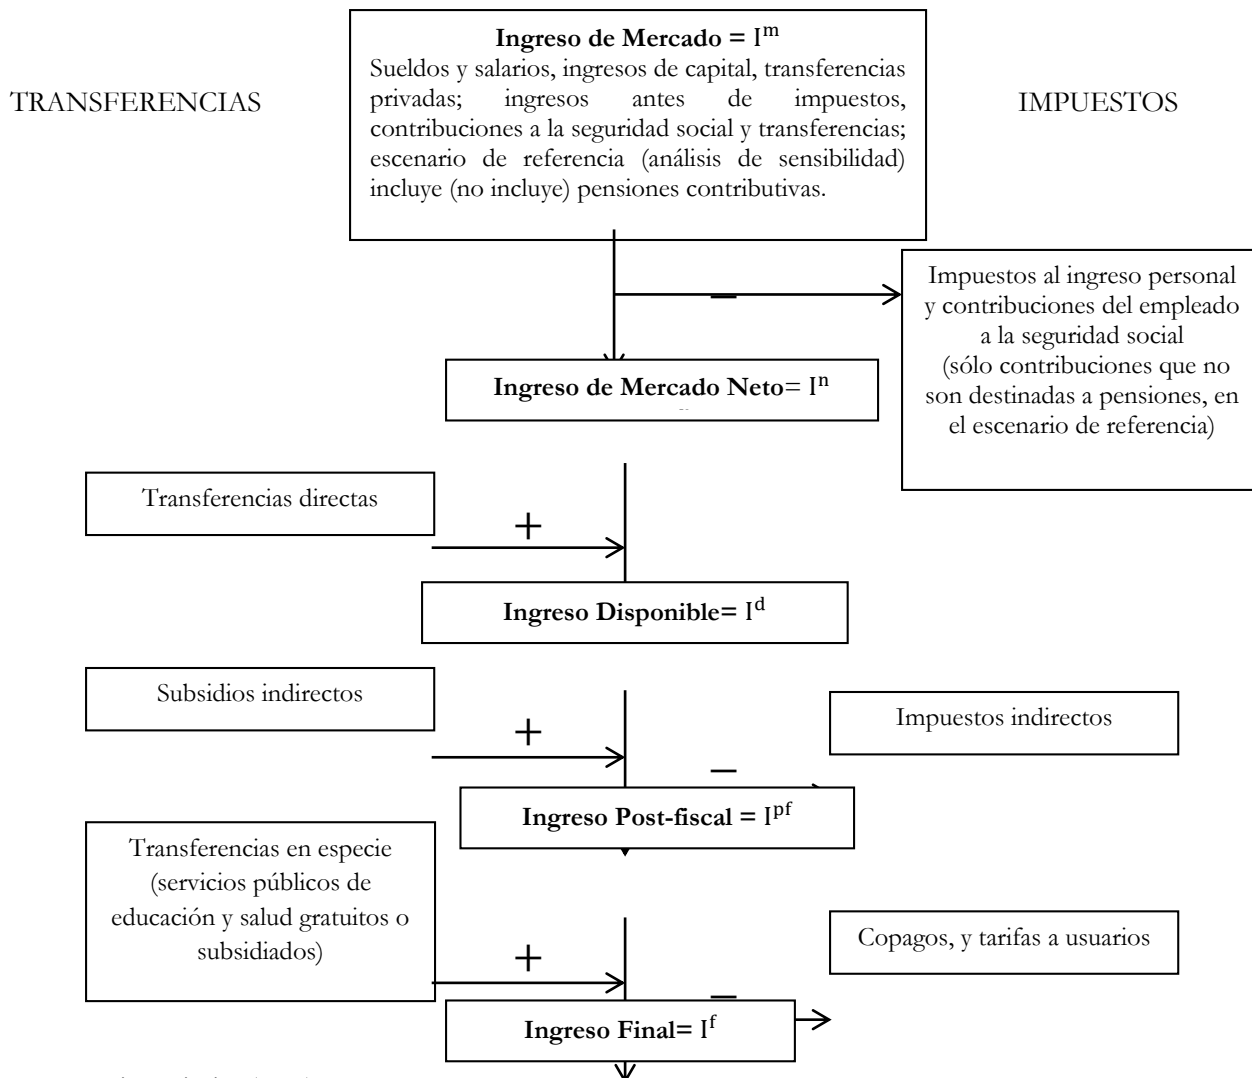 Ingreso de Mercado = Iᵐ
Sueldos y salarios, ingresos de capital, transferencias
privadas; ingresos antes de impuestos,
contribuciones a la seguridad social y transferencias;
escenario de referencia (análisis de sensibilidad)
incluye (no incluye) pensiones contributivas.
TRANSFERENCIAS
IMPUESTOS
−
Impuestos al ingreso personal
y contribuciones del empleado
a la seguridad social
(sólo contribuciones que no
son destinadas a pensiones, en
el escenario de referencia)
Ingreso de Mercado Neto= Iⁿ
Transferencias directas
+
Ingreso Disponible= Iᵈ
Subsidios indirectos
+
Impuestos indirectos
−
Ingreso Post-fiscal = Iᵖᶠ
Transferencias en especie
(servicios públicos de
educación y salud gratuitos o
subsidiados)
+
Copagos, y tarifas a usuarios
−
Ingreso Final= Iᶠ